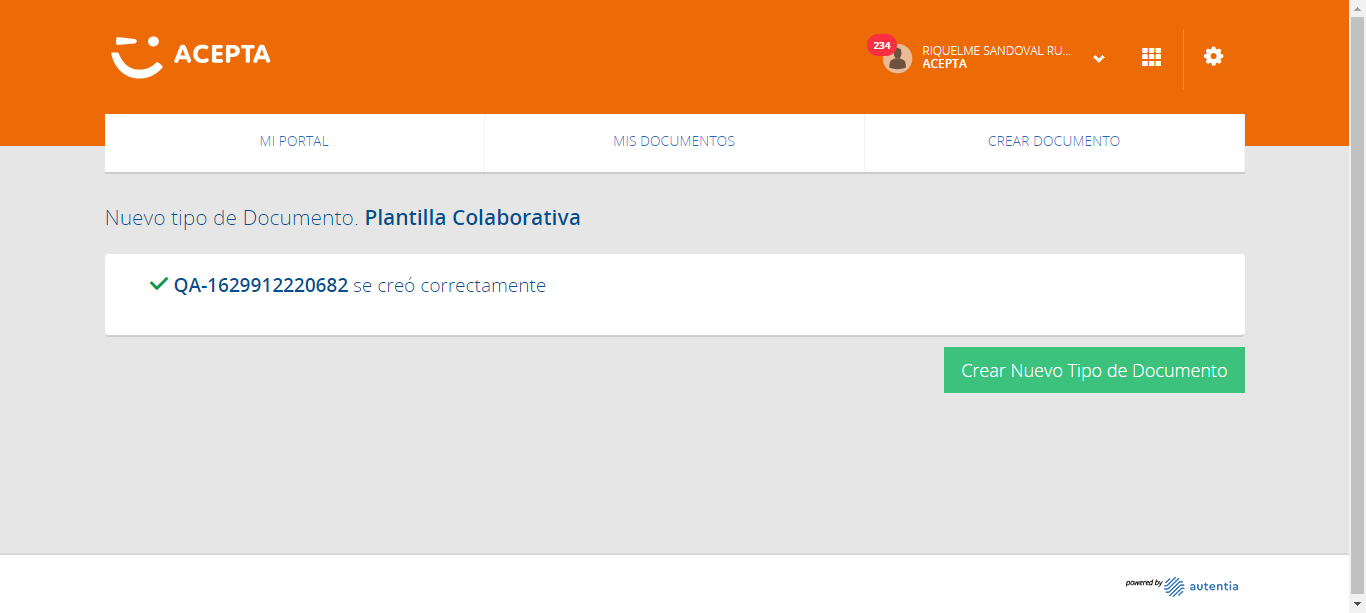 ACEPTA
234
RIQUELME SANDOVAL RU...
ACEPTA
MI PORTAL
MIS DOCUMENTOS
CREAR DOCUMENTO
Nuevo tipo de Documento. Plantilla Colaborativa
QA-1629912220682 se creó correctamente
Crear Nuevo Tipo de Documento
powered by autentia